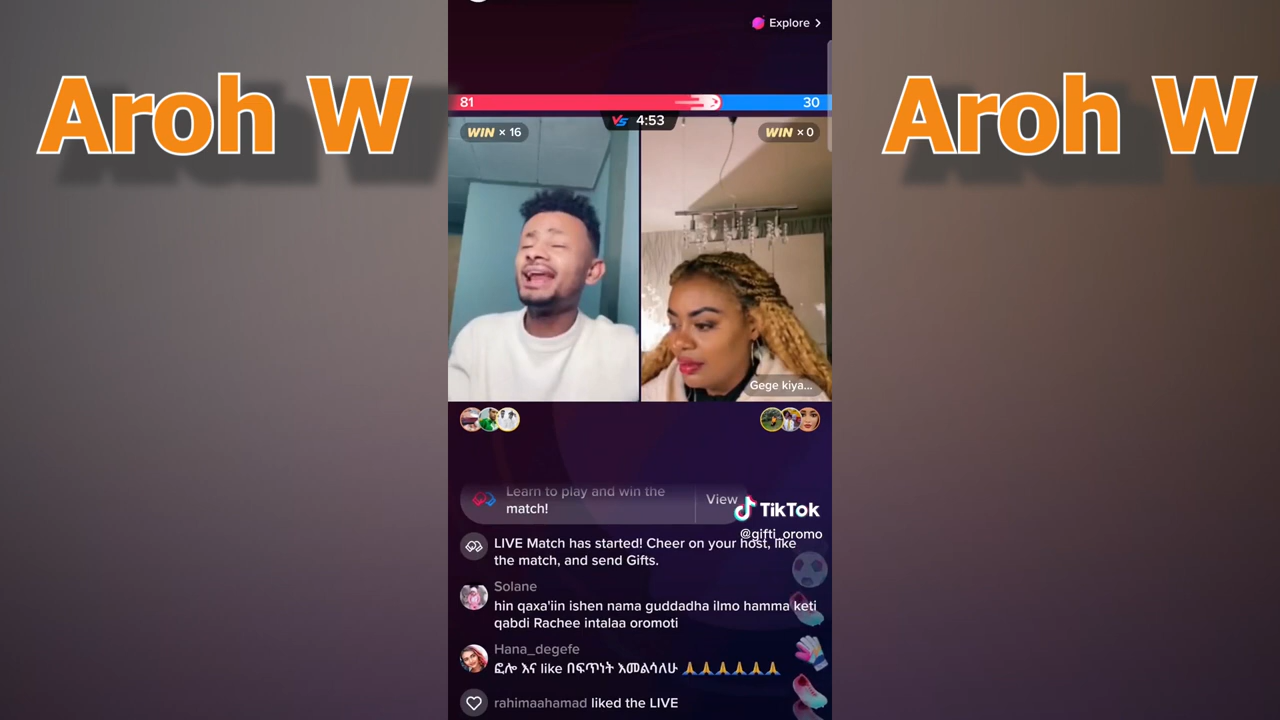 Explore
Aroh W
Aroh W
81
30
VS 4:53
WIN × 16
WIN × 0
Gege kiya...
Learn to play and win the
match!
View
TikTok
@gifti_oromo
LIVE Match has started! Cheer on your host, like
the match, and send Gifts.
Solane
hin qaxa'iin ishen nama guddadha ilmo hamma keti
qabdi Rachee intalaa oromoti
Hana_degefe
ፎሎ እና like በፍጥነት እመልሳለሁ 🙏🙏🙏🙏🙏🙏
rahimaahamad liked the LIVE